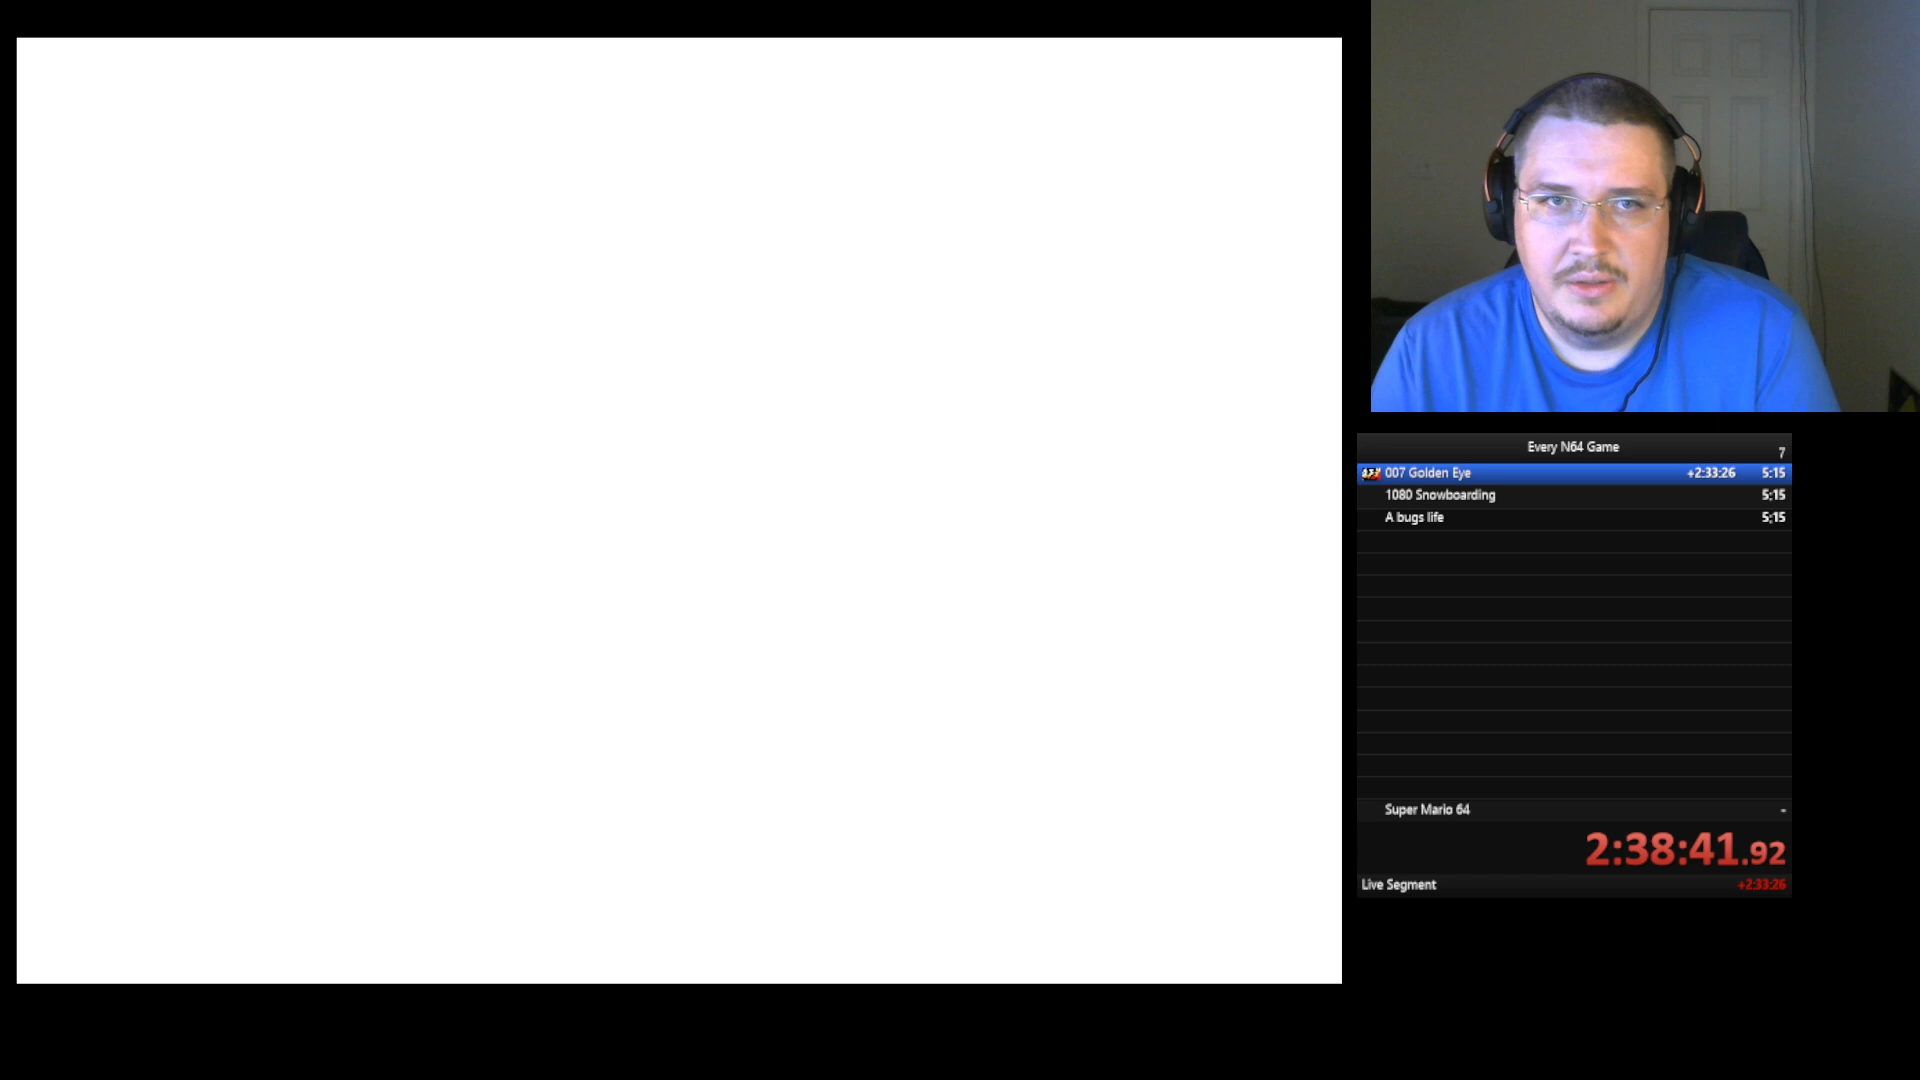 Every N64 Game
7
007 Golden Eye +2:33:26 5:15
1080 Snowboarding 5:15
A bugs life 5:15
Super Mario 64 -
2:38:41.92
Live Segment +2:33:26